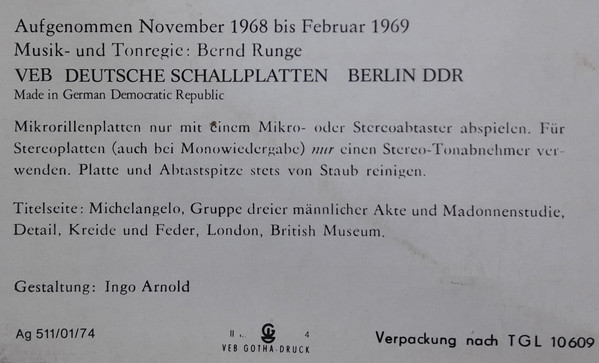 Aufgenommen November 1968 bis Februar 1969
Musik- und Tonregie: Bernd Runge
VEB DEUTSCHE SCHALLPLATTEN BERLIN DDR
Made in German Democratic Republic
Mikrorillenplatten nur mit einem Mikro- oder Stereoabtaster abspielen. Für
Stereoplatten (auch bei Monowiedergabe) nur einen Stereo-Tonabnehmer ver-
wenden. Platte und Abtastspitze stets von Staub reinigen.
Titelseite: Michelangelo, Gruppe dreier männlicher Akte und Madonnenstudie,
Detail, Kreide und Feder, London, British Museum.
Gestaltung: Ingo Arnold
Ag 511/01/74
4
VEB GOTHA-DRUCK
Verpackung nach TGL 10609